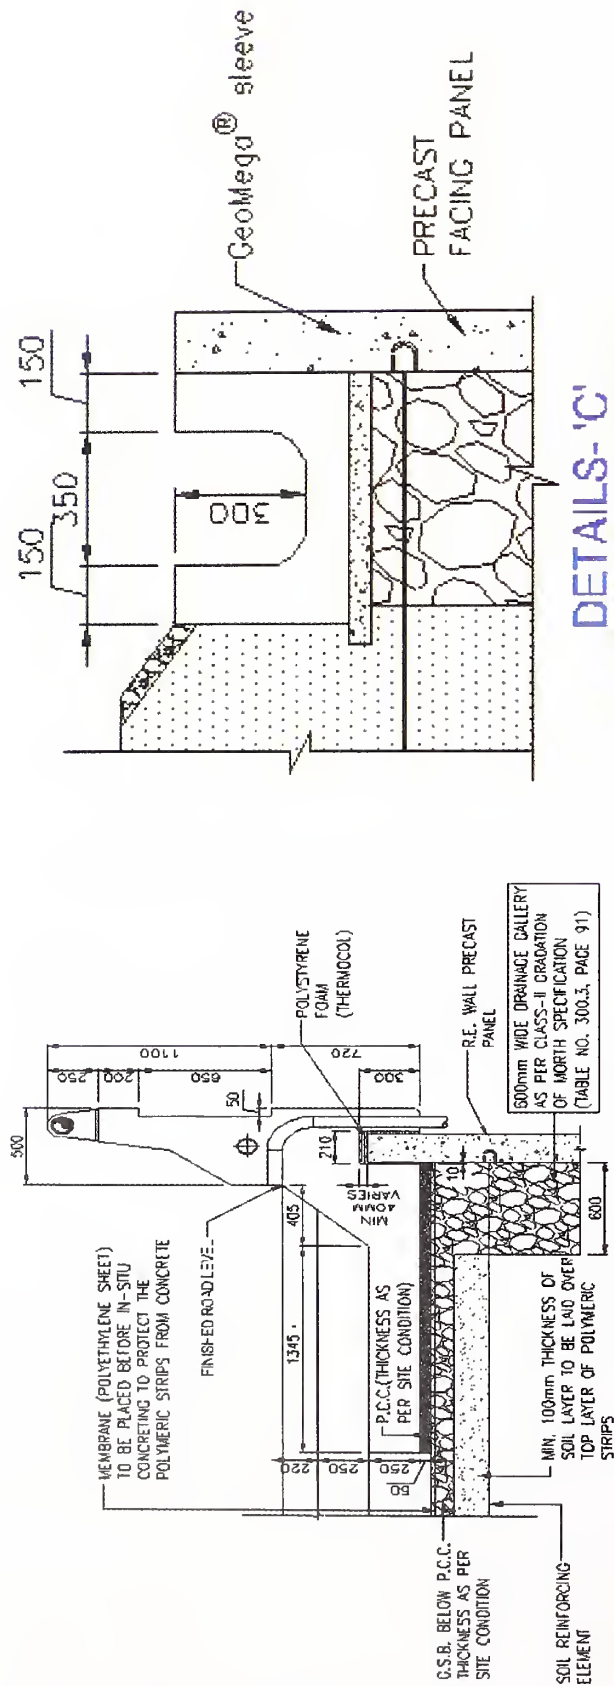 150
350
150
300
GeoMega® sleeve
PRECAST
FACING PANEL
DETAILS-'C'
500
250
200
650
1100
720
300
50
210
MIN
40MM
VARIES
10
600
405
1345
220
250
250
50
MEMBRANE (POLYETHYLENE SHEET)
TO BE PLACED BEFORE IN-SITU
CONCRETING TO PROTECT THE
POLYMERIC STRIPS FROM CONCRETE
FINISHED ROAD LEVEL
POLYSTYRENE
FOAM
(THERMOCOL)
P.C.C.(THICKNESS AS
PER SITE CONDITION)
R.E. WALL PRECAST
PANEL
600mm WIDE DRAINAGE GALLERY
AS PER CLASS-II GRADATION
OF MORTH SPECIFICATION
(TABLE NO. 300.3, PAGE 91)
G.S.B. BELOW P.C.C.
THICKNESS AS PER
SITE CONDITION
MIN. 100mm THICKNESS OF
SOIL LAYER TO BE LAID OVER
TOP LAYER OF POLYMERIC
STRIPS
SOIL REINFORCING
ELEMENT